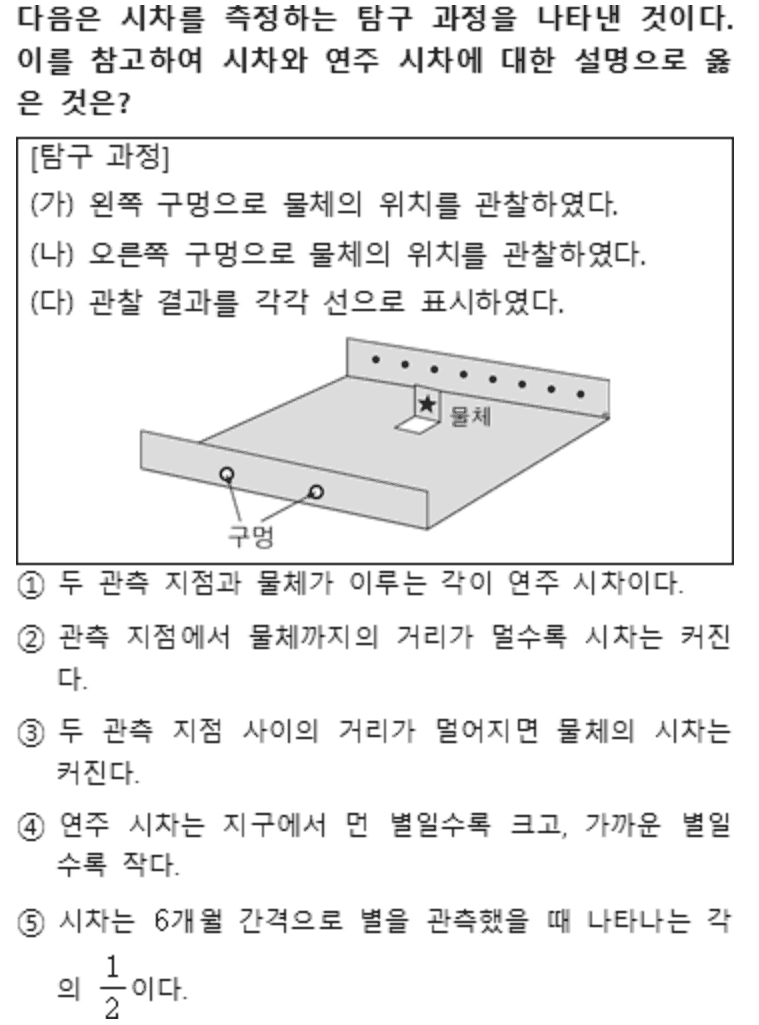 다음은 시차를 측정하는 탐구 과정을 나타낸 것이다.
이를 참고하여 시차와 연주 시차에 대한 설명으로 옳
은 것은?
[탐구 과정]
(가) 왼쪽 구멍으로 물체의 위치를 관찰하였다.
(나) 오른쪽 구멍으로 물체의 위치를 관찰하였다.
(다) 관찰 결과를 각각 선으로 표시하였다.
물체
구멍
① 두 관측 지점과 물체가 이루는 각이 연주 시차이다.
② 관측 지점에서 물체까지의 거리가 멀수록 시차는 커진
다.
③ 두 관측 지점 사이의 거리가 멀어지면 물체의 시차는
커진다.
④ 연주 시차는 지구에서 먼 별일수록 크고, 가까운 별일
수록 작다.
⑤ 시차는 6개월 간격으로 별을 관측했을 때 나타나는 각
의 1/2이다.